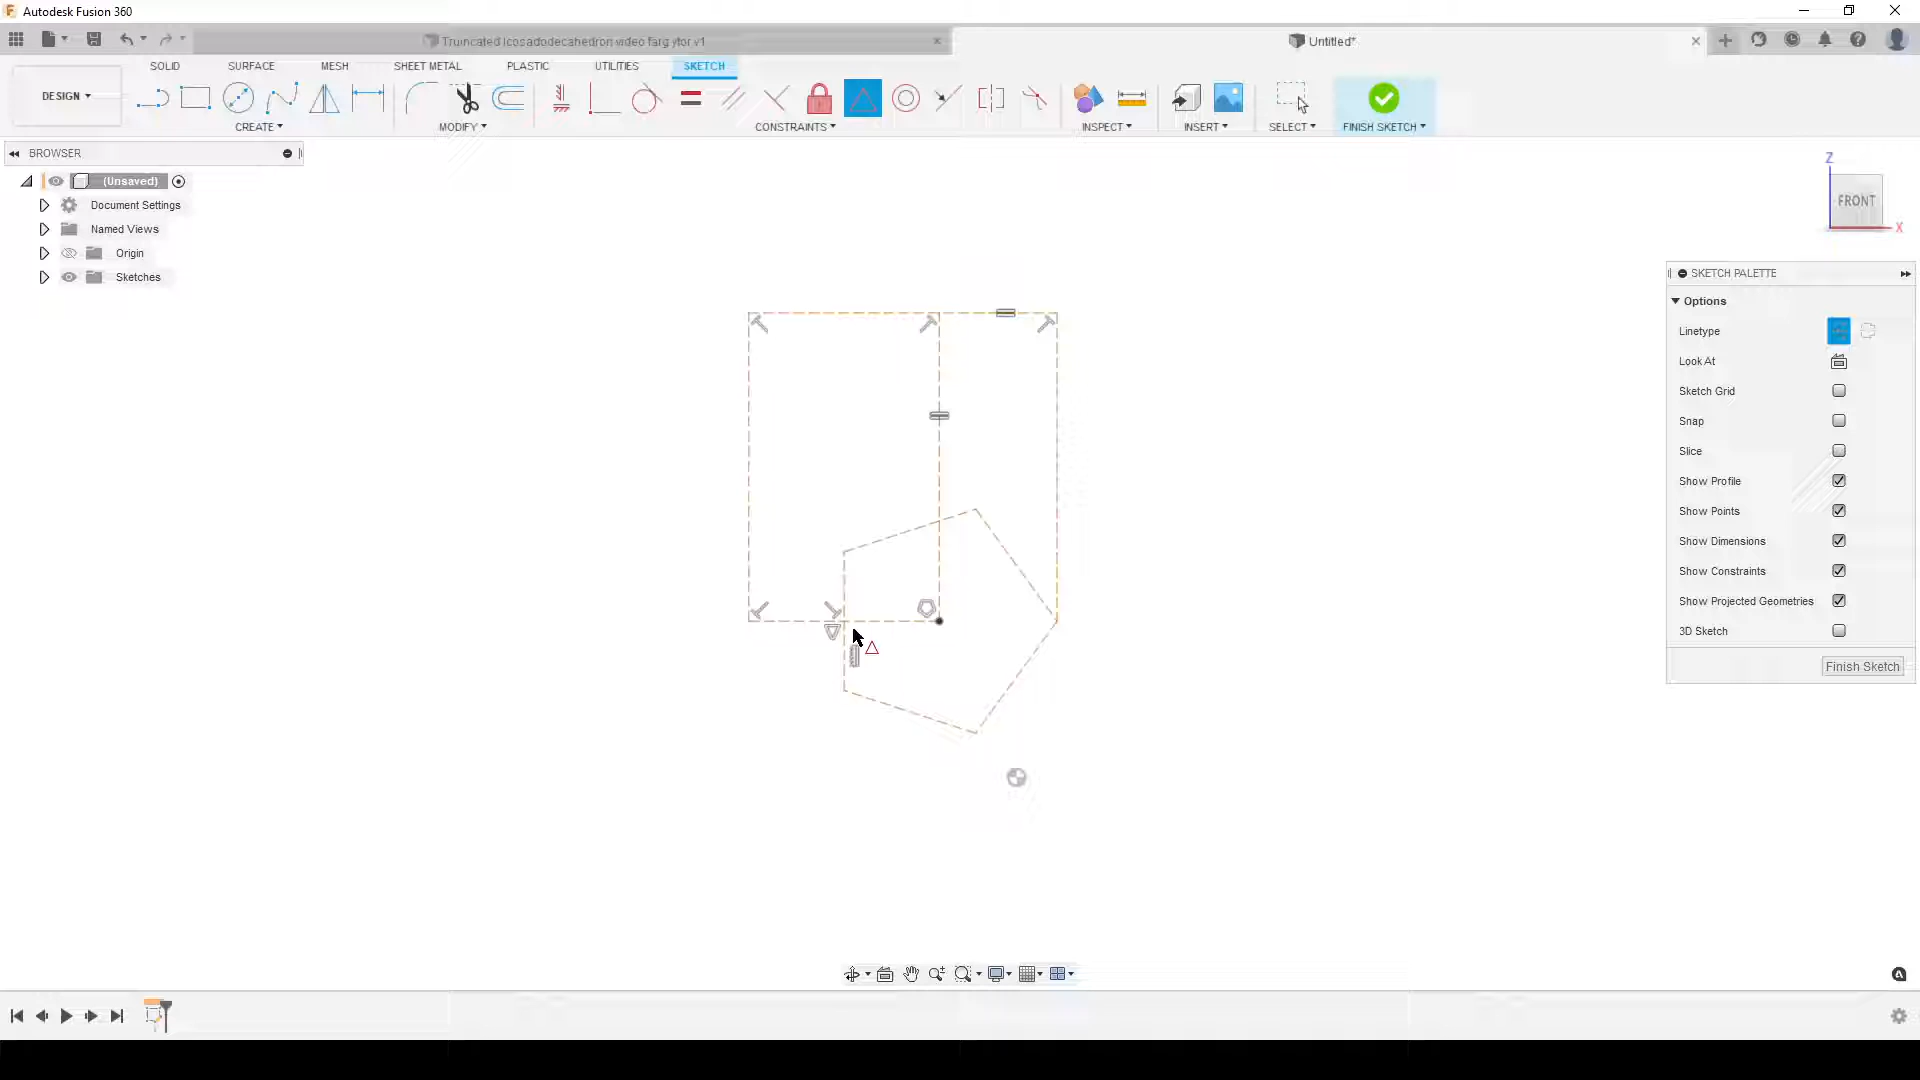 Autodesk Fusion 360
Truncated Icosadodecahedron video farg ytor v1
Untitled*
SOLID
SURFACE
MESH
SHEET METAL
PLASTIC
UTILITIES
SKETCH
DESIGN
CREATE
MODIFY
CONSTRAINTS
INSPECT
INSERT
SELECT
FINISH SKETCH
BROWSER
(Unsaved)
Document Settings
Named Views
Origin
Sketches
Z
FRONT
X
SKETCH PALETTE
Options
Linetype
Look At
Sketch Grid
Snap
Slice
Show Profile
Show Points
Show Dimensions
Show Constraints
Show Projected Geometries
3D Sketch
Finish Sketch